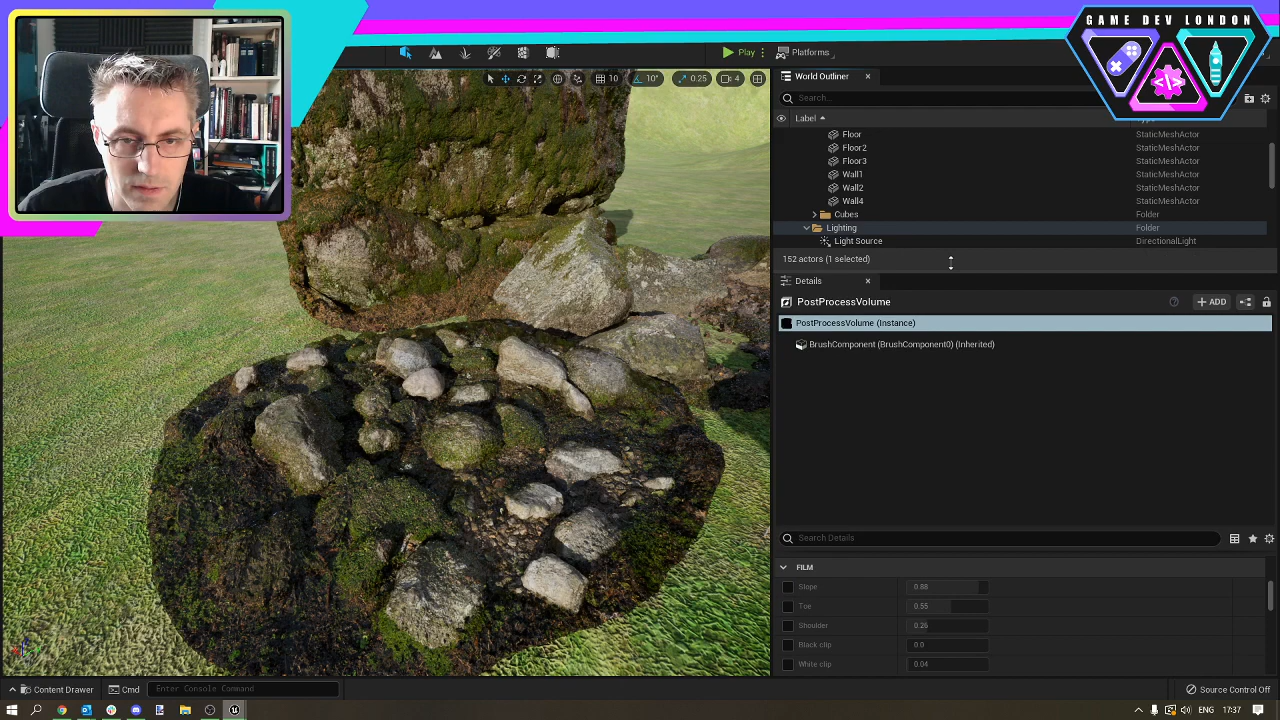 GAME DEV LONDON
Play
Platforms
World Outliner
10
10°
0.25
4
Search...
Label
Type
Floor StaticMeshActor
Floor2 StaticMeshActor
Floor3 StaticMeshActor
Wall1 StaticMeshActor
Wall2 StaticMeshActor
Wall4 StaticMeshActor
Cubes Folder
Lighting Folder
Light Source DirectionalLight
152 actors (1 selected)
Details
PostProcessVolume
+ ADD
PostProcessVolume (Instance)
BrushComponent (BrushComponent0) (Inherited)
Search Details
FILM
Slope 0.88
Toe 0.55
Shoulder 0.26
Black clip 0.0
White clip 0.04
Content Drawer
Cmd
Enter Console Command
Source Control Off
ENG 17:37